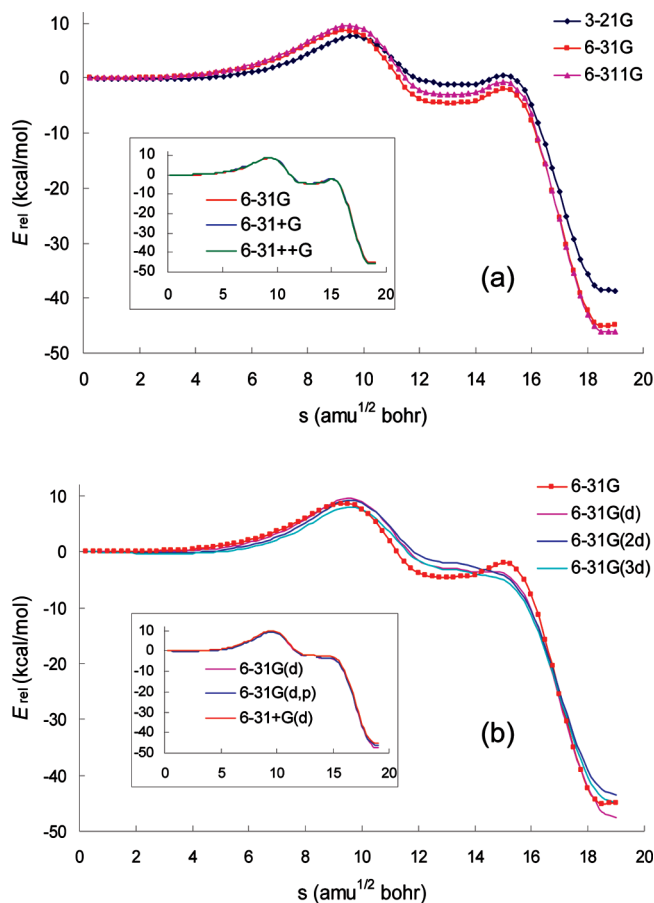 20
10
0
-10
-20
-30
-40
-50
E rel (kcal/mol)
3-21G
6-31G
6-311G
10
0
-10
-20
-30
-40
-50
6-31G
6-31+G
6-31++G
0 5 10 15 20
(a)
0 2 4 6 8 10 12 14 16 18 20
s (amu1/2 bohr)
20
10
0
-10
-20
-30
-40
-50
E rel (kcal/mol)
6-31G
6-31G(d)
6-31G(2d)
6-31G(3d)
10
0
-10
-20
-30
-40
-50
6-31G(d)
6-31G(d,p)
6-31+G(d)
0 5 10 15 20
(b)
0 2 4 6 8 10 12 14 16 18 20
s (amu1/2 bohr)